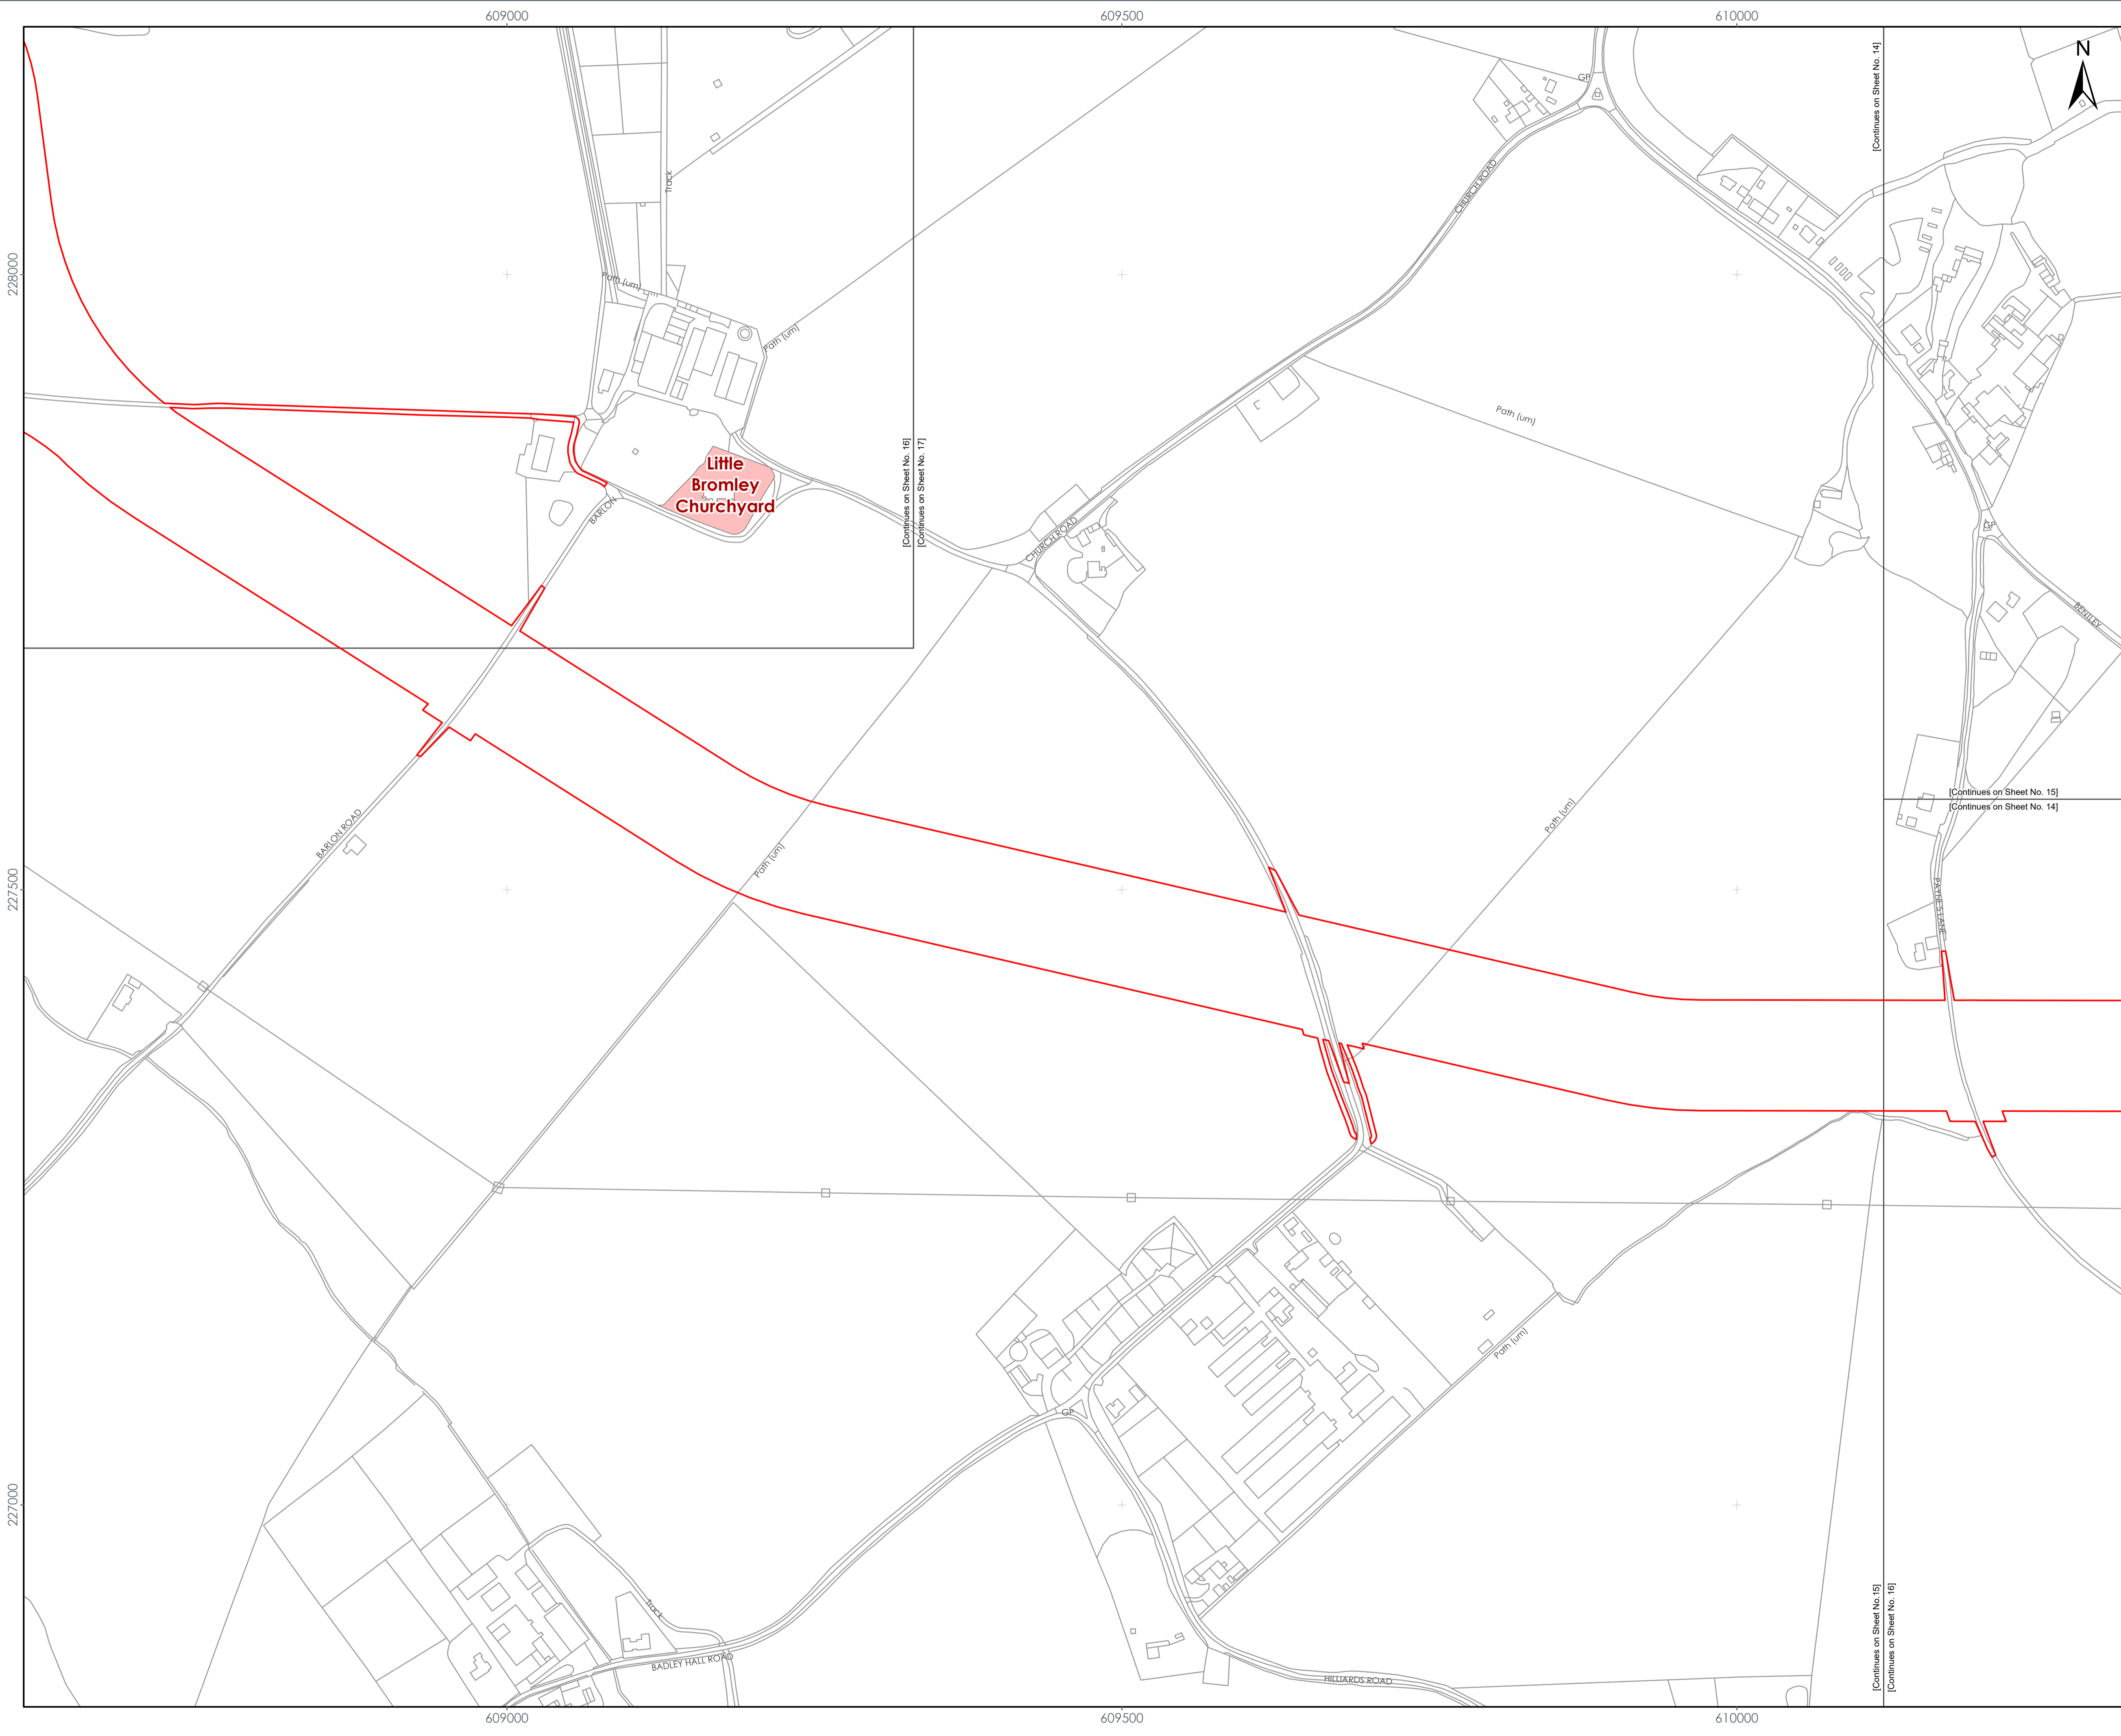 609000
609500
610000
N
[Continues on Sheet No. 14]
GP
CHURCH ROAD
Track
228000
Path (um)
Path (um)
Path (um)
Little
Bromley
Churchyard
[Continues on Sheet No. 16]
[Continues on Sheet No. 17]
BARLON
CHURCH ROAD
GP
BENTLEY
[Continues on Sheet No. 15]
[Continues on Sheet No. 14]
BARLON ROAD
Path (um)
Path (um)
227500
PAYNES LANE
Path (um)
GP
227000
Track
BADLEY HALL ROAD
HILLIARDS ROAD
[Continues on Sheet No.15]
[Continues on Sheet No. 16]
609000
609500
610000